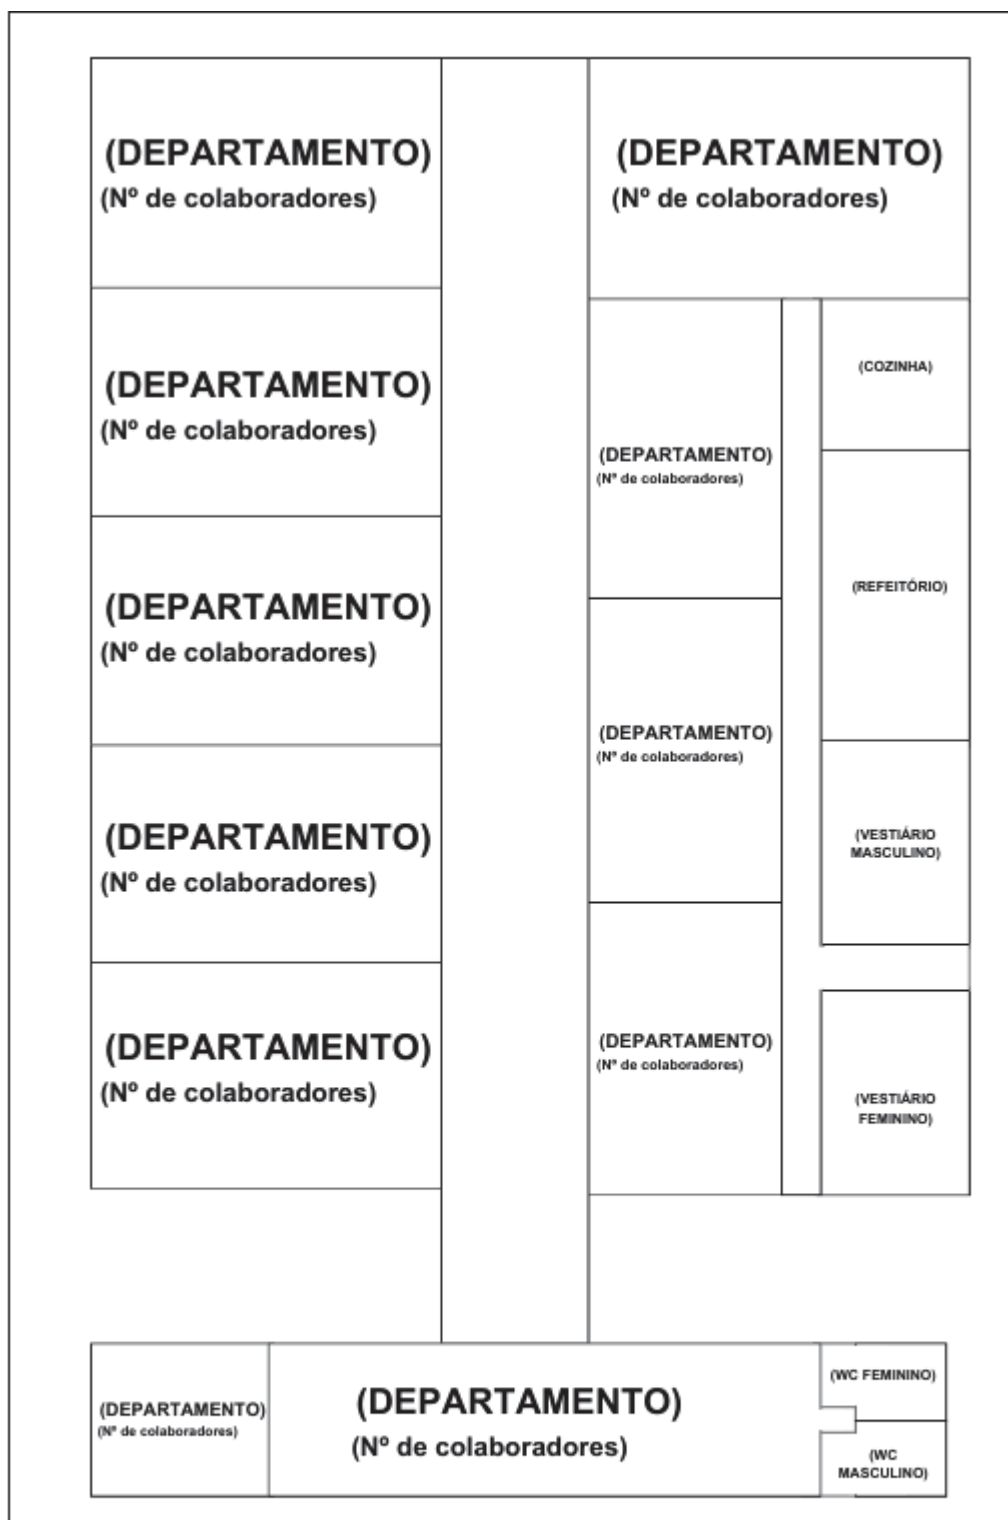 (DEPARTAMENTO)
(Nº de colaboradores)
(DEPARTAMENTO)
(Nº de colaboradores)
(DEPARTAMENTO)
(Nº de colaboradores)
(DEPARTAMENTO)
(Nº de colaboradores)
(DEPARTAMENTO)
(Nº de colaboradores)
(DEPARTAMENTO)
(Nº de colaboradores)
(DEPARTAMENTO)
(Nº de colaboradores)
(DEPARTAMENTO)
(Nº de colaboradores)
(DEPARTAMENTO)
(Nº de colaboradores)
(COZINHA)
(REFEITÓRIO)
(VESTIÁRIO
MASCULINO)
(VESTIÁRIO
FEMININO)
(DEPARTAMENTO)
(Nº de colaboradores)
(DEPARTAMENTO)
(Nº de colaboradores)
(WC FEMININO)
(WC
MASCULINO)